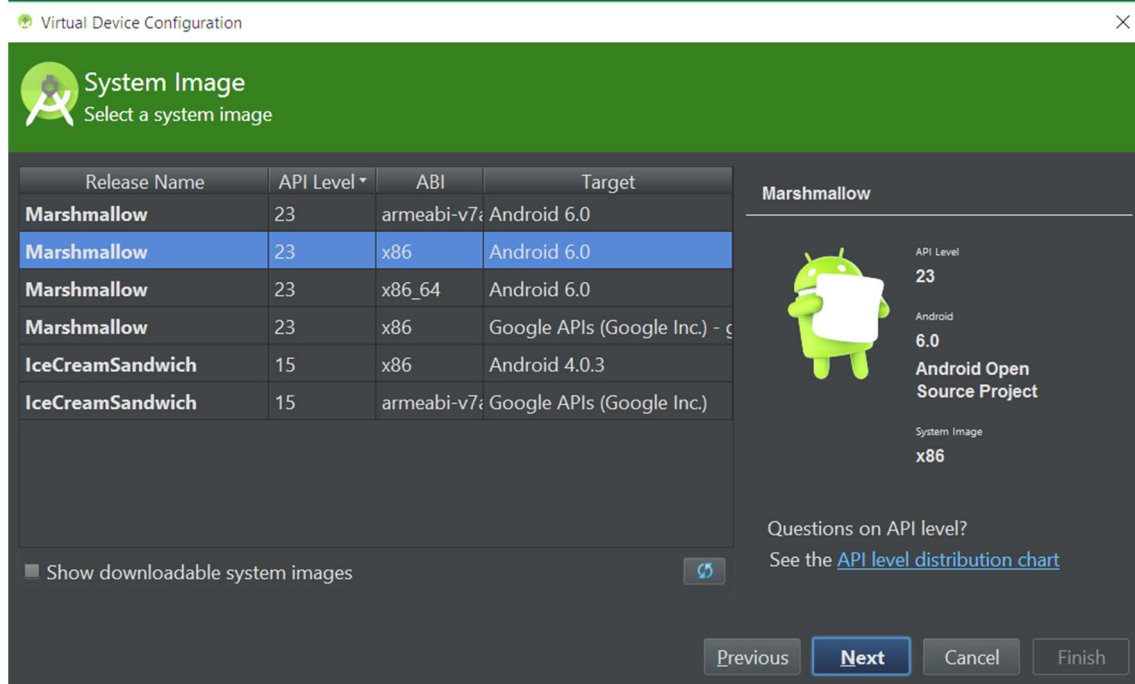 Virtual Device Configuration
System Image
Select a system image
Release Name API Level ABI Target
Marshmallow 23 armeabi-v7a Android 6.0
Marshmallow 23 x86 Android 6.0
Marshmallow 23 x86_64 Android 6.0
Marshmallow 23 x86 Google APIs (Google Inc.) - g
IceCreamSandwich 15 x86 Android 4.0.3
IceCreamSandwich 15 armeabi-v7a Google APIs (Google Inc.)
Show downloadable system images
Marshmallow
API Level
23
Android
6.0
Android Open
Source Project
System Image
x86
Questions on API level?
See the API level distribution chart
Previous Next Cancel Finish